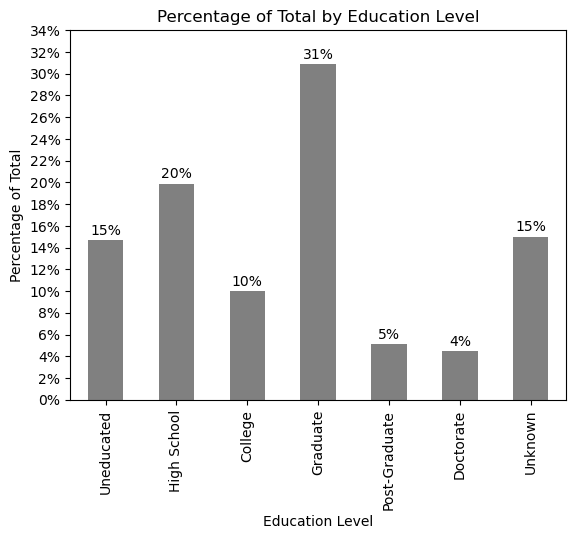 Percentage of Total by Education Level
34%
32%
30%
28%
26%
24%
22%
20%
18%
16%
14%
12%
10%
8%
6%
4%
2%
0%
Percentage of Total
15%
20%
10%
31%
5%
4%
15%
Uneducated
High School
College
Graduate
Post-Graduate
Doctorate
Unknown
Education Level